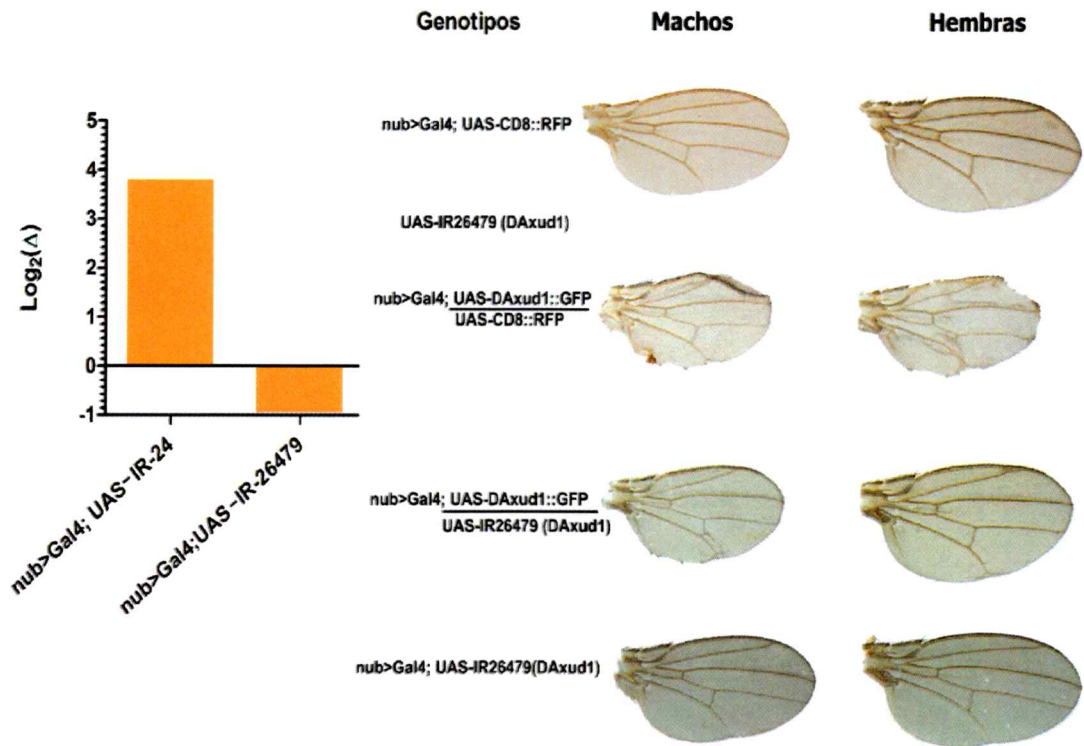 Genotipos
Machos
Hembras
5
4
3
2
1
0
-1
Log₂(Δ)
nub>Gal4; UAS-IR-24
nub>Gal4;UAS-IR-26479
nub>Gal4; UAS-CD8::RFP
UAS-IR26479 (DAxud1)
nub>Gal4; UAS-DAxud1::GFP
UAS-CD8::RFP
nub>Gal4; UAS-DAxud1::GFP
UAS-IR26479 (DAxud1)
nub>Gal4; UAS-IR26479(DAxud1)